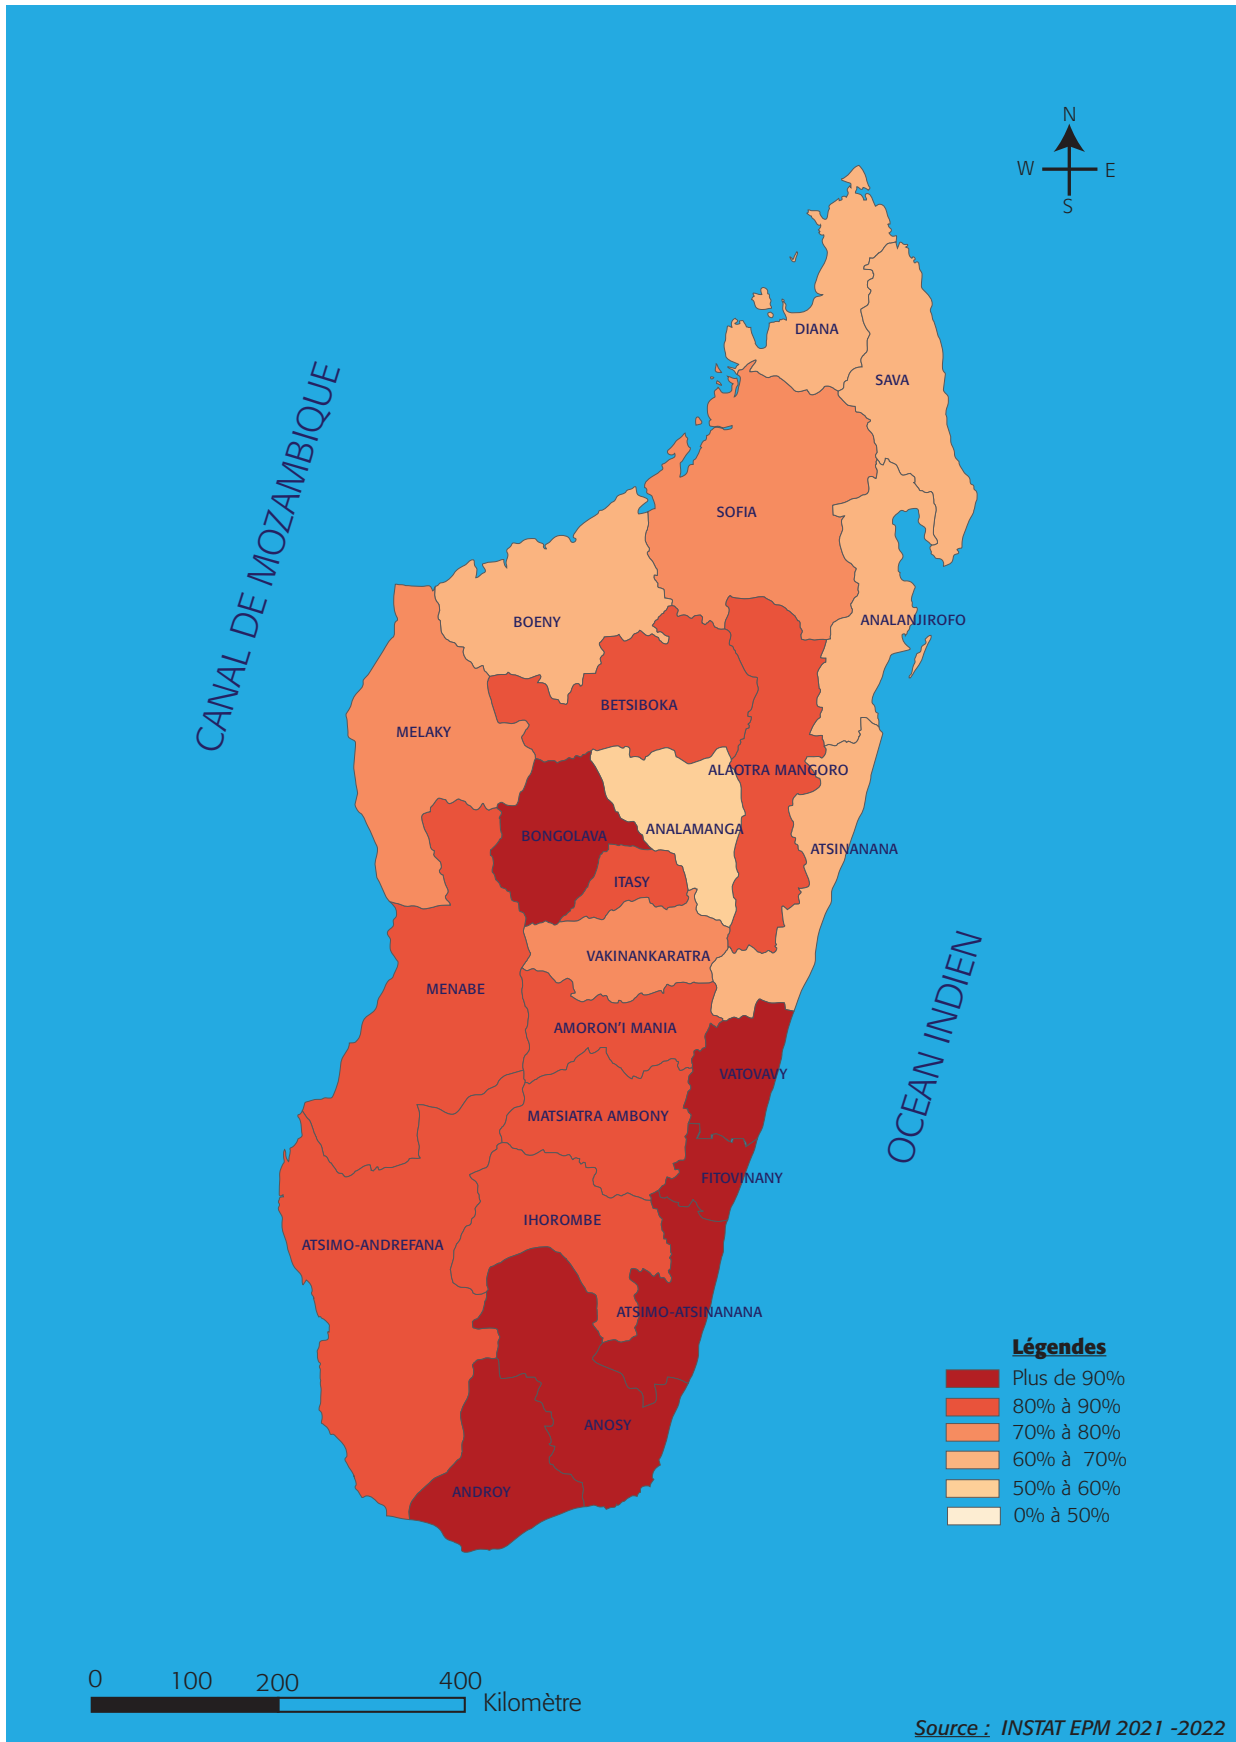 N
W E
S
DIANA
SAVA
CANAL DE MOZAMBIQUE
SOFIA
ANALANJIROFO
BOENY
BETSIBOKA
MELAKY
ALAOTRA MANGORO
ANALAMANGA
BONGOLAVA
ATSINANANA
ITASY
VAKINANKARATRA
MENABE
OCEAN INDIEN
AMORON'I MANIA
VATOVAVY
MATSIATRA AMBONY
FITOVINANY
IHOROMBE
ATSIMO-ANDREFANA
ATSIMO-ATSINANANA
ANOSY
ANDROY
Légendes
Plus de 90%
80% à 90%
70% à 80%
60% à 70%
50% à 60%
0% à 50%
0 100 200 400
Kilomètre
Source : INSTAT EPM 2021 -2022